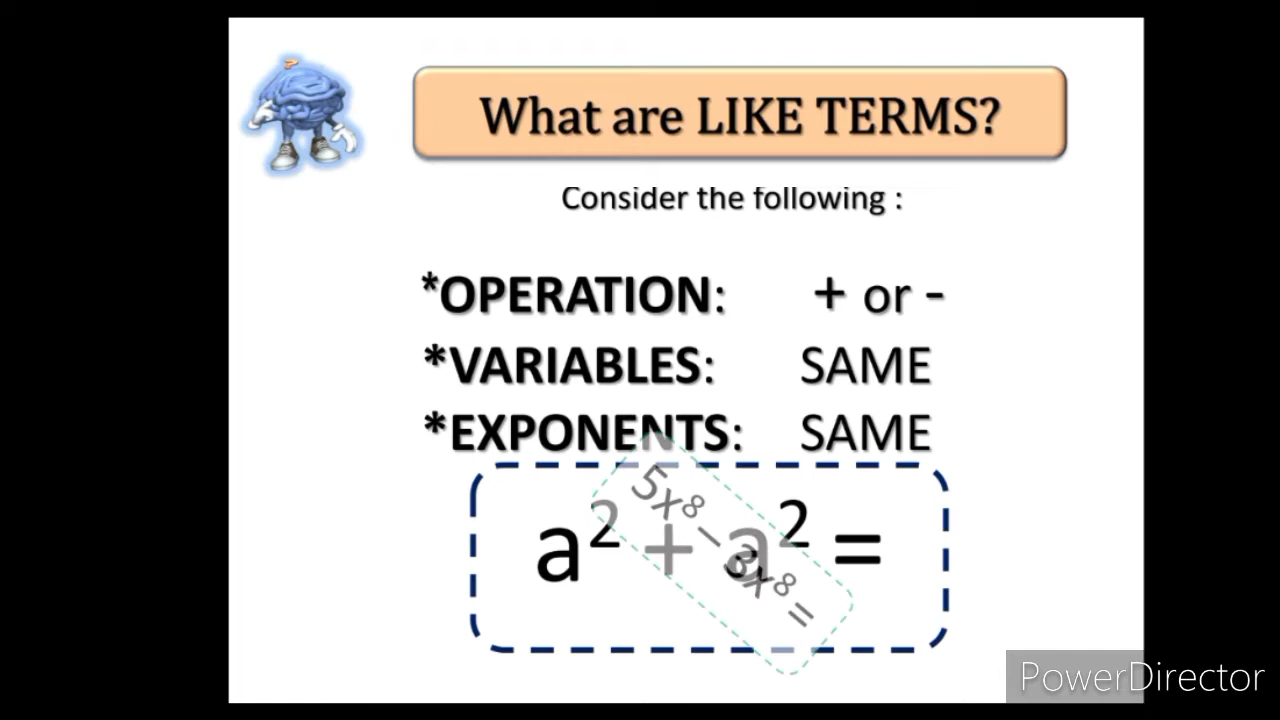 What are LIKE TERMS?
Consider the following :
*OPERATION: + or -
*VARIABLES: SAME
*EXPONENTS: SAME
a² + a² =
5x⁸ – 3x⁸ =
PowerDirector